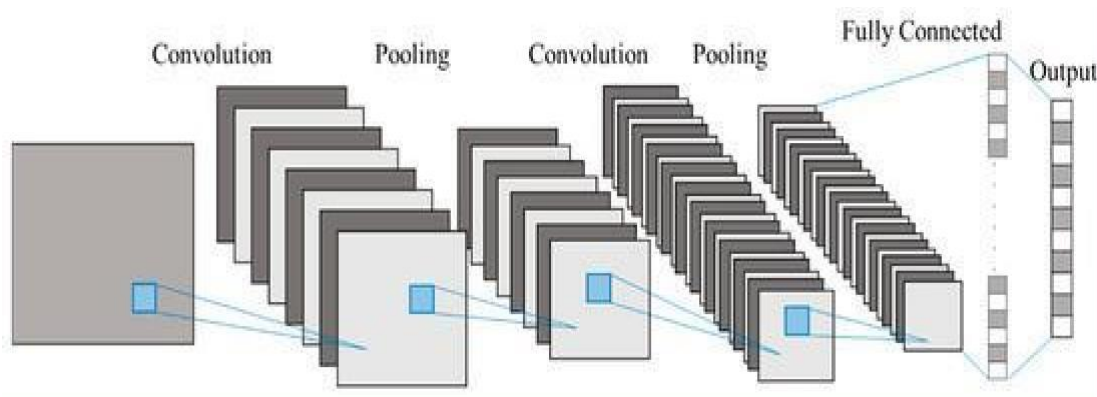 Convolution
Pooling
Convolution
Pooling
Fully Connected
Output